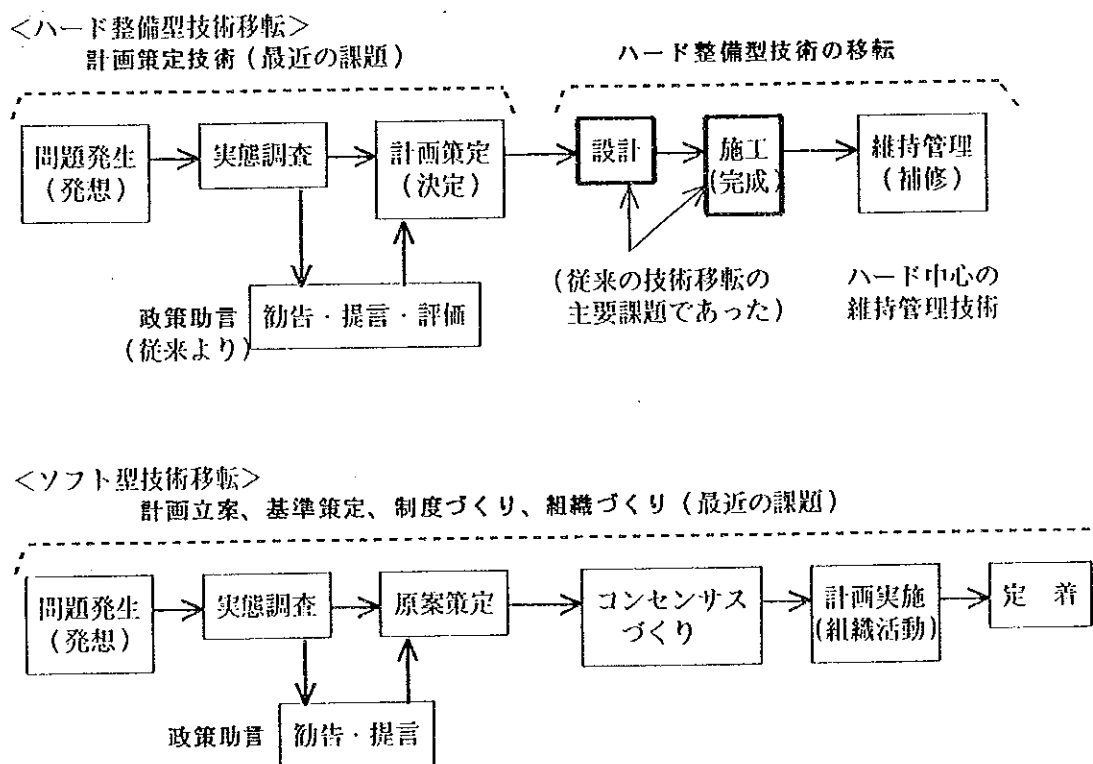 <ハード整備型技術移転>
計画策定技術(最近の課題)
ハード整備型技術の移転
問題発生
(発想)
実態調査
計画策定
(決定)
設計
施工
(完成)
維持管理
(補修)
政策助言
(従来より)
勧告・提言・評価
(従来の技術移転の
主要課題であった)
ハード中心の
維持管理技術
<ソフト型技術移転>
計画立案、基準策定、制度づくり、組織づくり(最近の課題)
問題発生
(発想)
実態調査
原案策定
コンセンサス
づくり
計画実施
(組織活動)
定 着
政策助言
勧告・提言